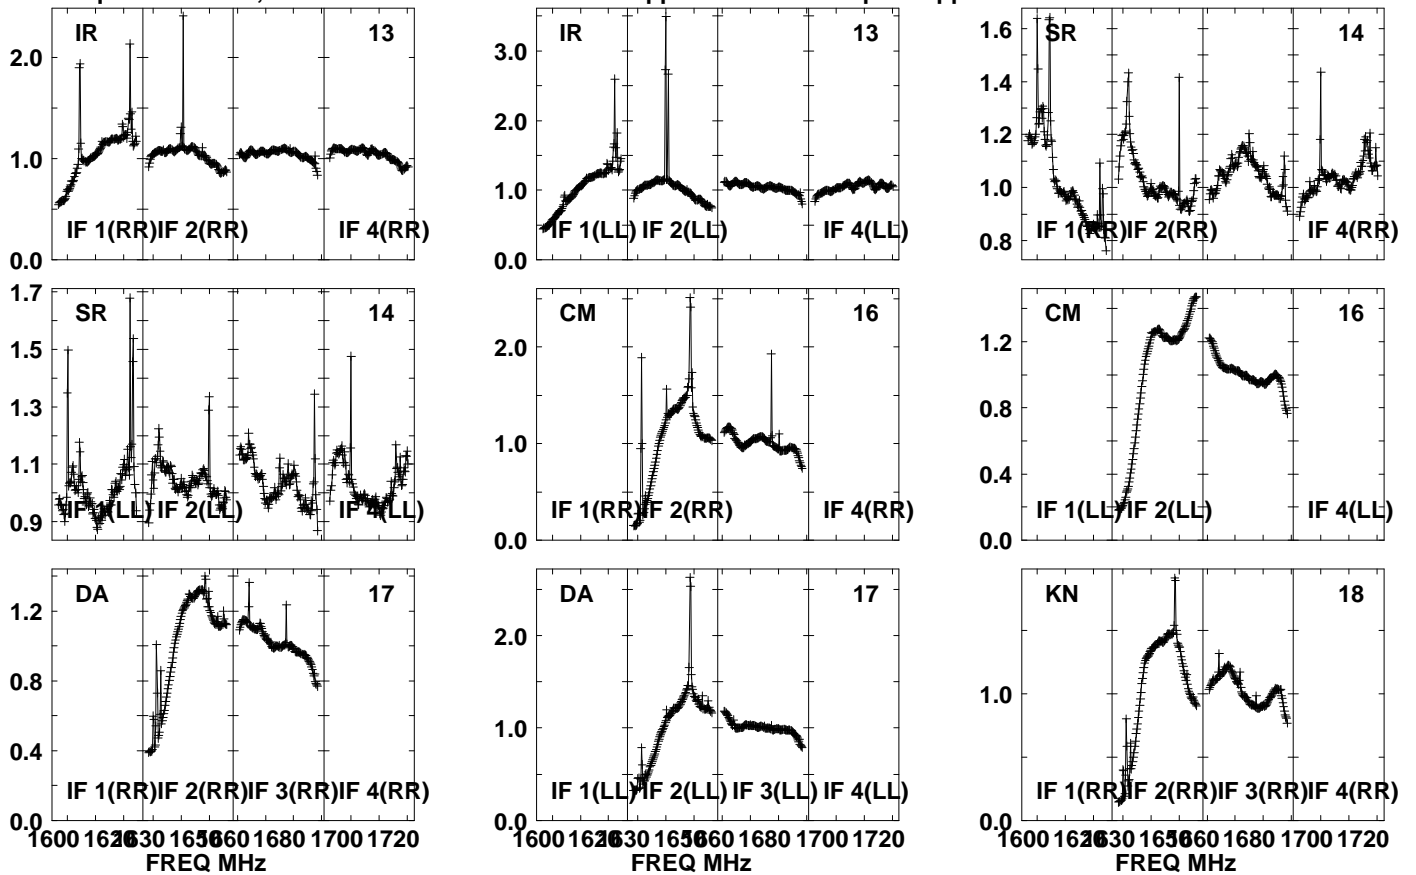 IR 13 IR 13 SR 14
2.0 3.0 1.6
1.4
2.0
1.0 1.2
1.0 1.0
IF 1(RR) IF 2(RR) IF 4(RR) IF 1(LL) IF 2(LL) IF 4(LL) IF 1(RR) IF 2(RR) IF 4(RR)
0.8
0.0 0.0
1.7
SR 14 CM 16 CM 16
1.5 2.0 1.2
1.3
1.0 0.8
1.1
0.4
0.9 IF 1(LL) IF 2(LL) IF 4(LL) IF 1(RR) IF 2(RR) IF 4(RR) IF 1(LL) IF 2(LL) IF 4(LL)
0.0 0.0
DA 17 DA 17 KN 18
1.2 2.0
0.8 1.0 1.0
0.4
IF 1(RR) IF 2(RR) IF 3(RR) IF 4(RR) IF 1(LL) IF 2(LL) IF 3(LL) IF 4(LL) IF 1(RR) IF 2(RR) IF 3(RR) IF 4(RR)
0.0 0.0 0.0
1600 1630 1660 1700 1600 1630 1660 1700 1600 1630 1660 1700
FREQ MHz FREQ MHz FREQ MHz